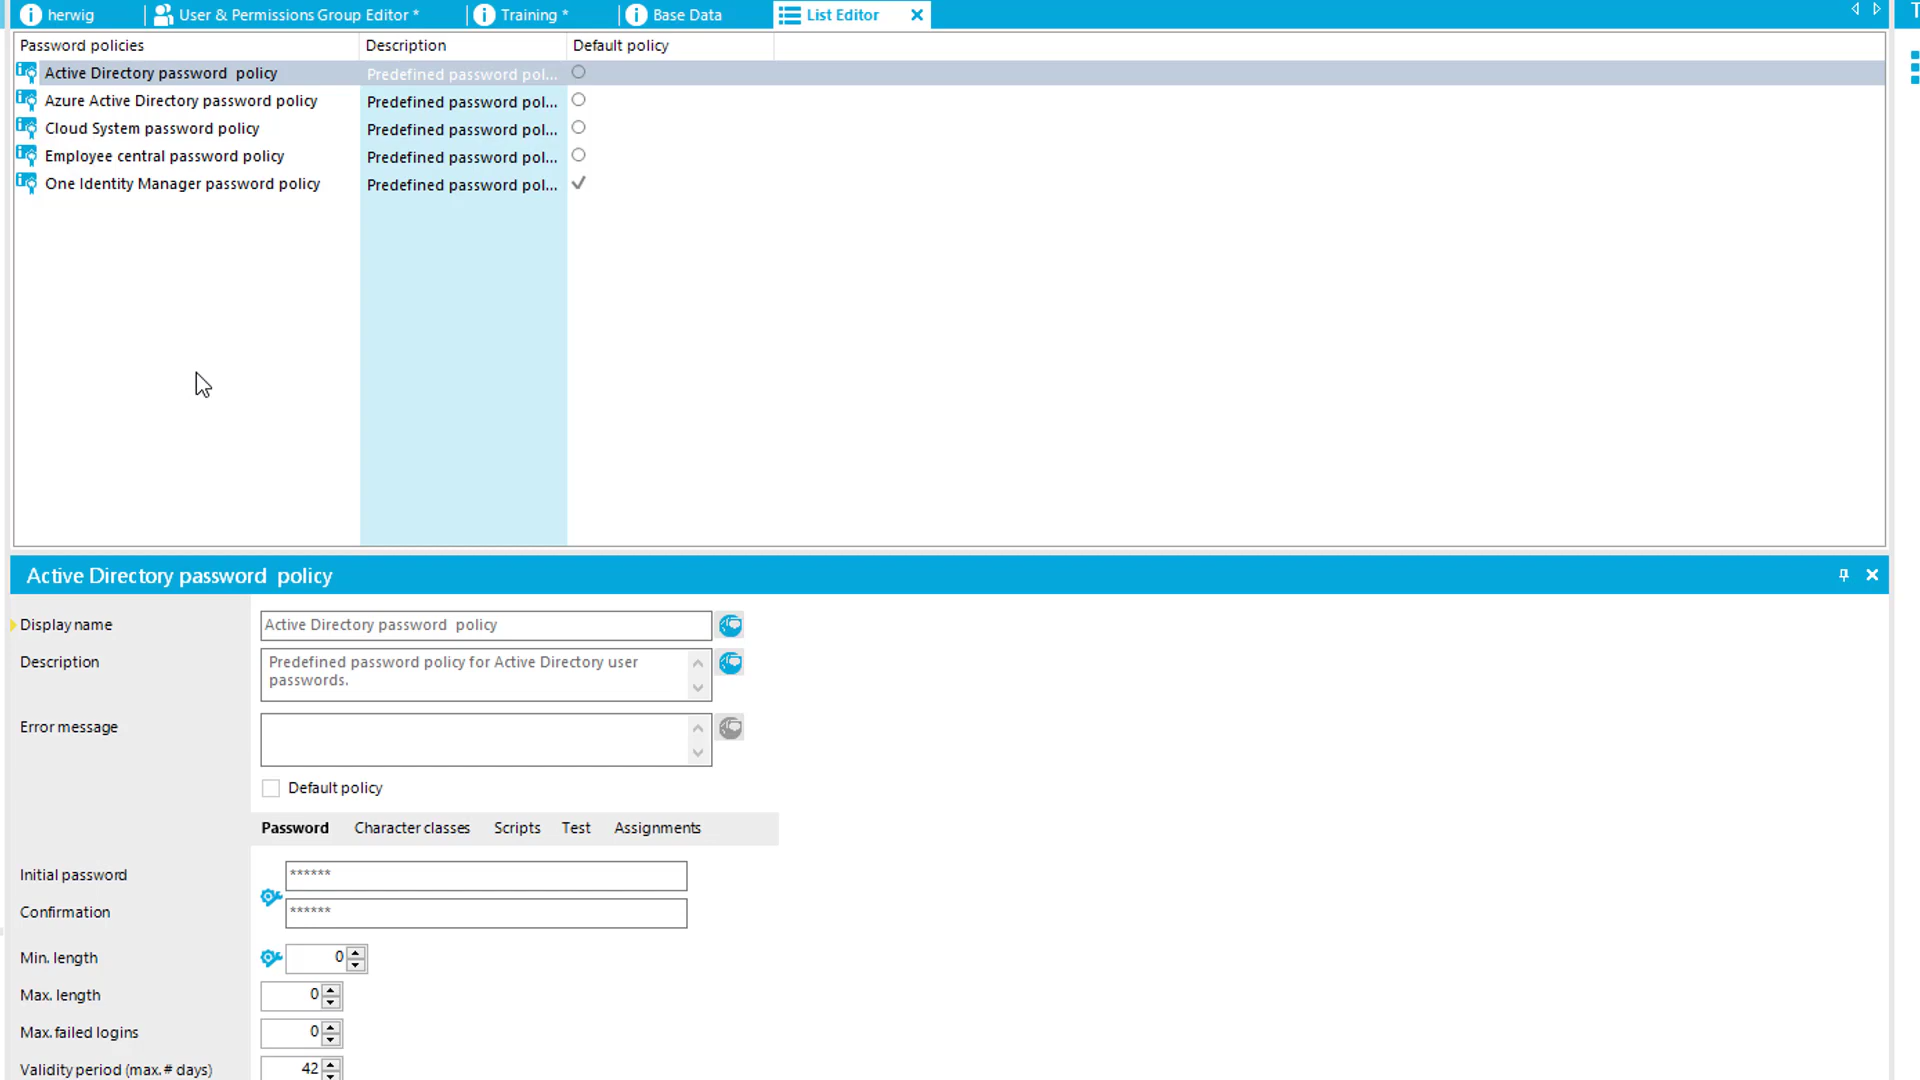 herwig User & Permissions Group Editor * Training * Base Data List Editor
Password policies Description Default policy
Active Directory password  policy Predefined password pol...
Azure Active Directory password policy Predefined password pol...
Cloud System password policy Predefined password pol...
Employee central password policy Predefined password pol...
One Identity Manager password policy Predefined password pol...
Active Directory password  policy
Display name Active Directory password  policy
Description Predefined password policy for Active Directory user
passwords.
Error message
Default policy
Password Character classes Scripts Test Assignments
Initial password ******
Confirmation ******
Min. length 0
Max. length 0
Max. failed logins 0
Validity period (max. # days) 42